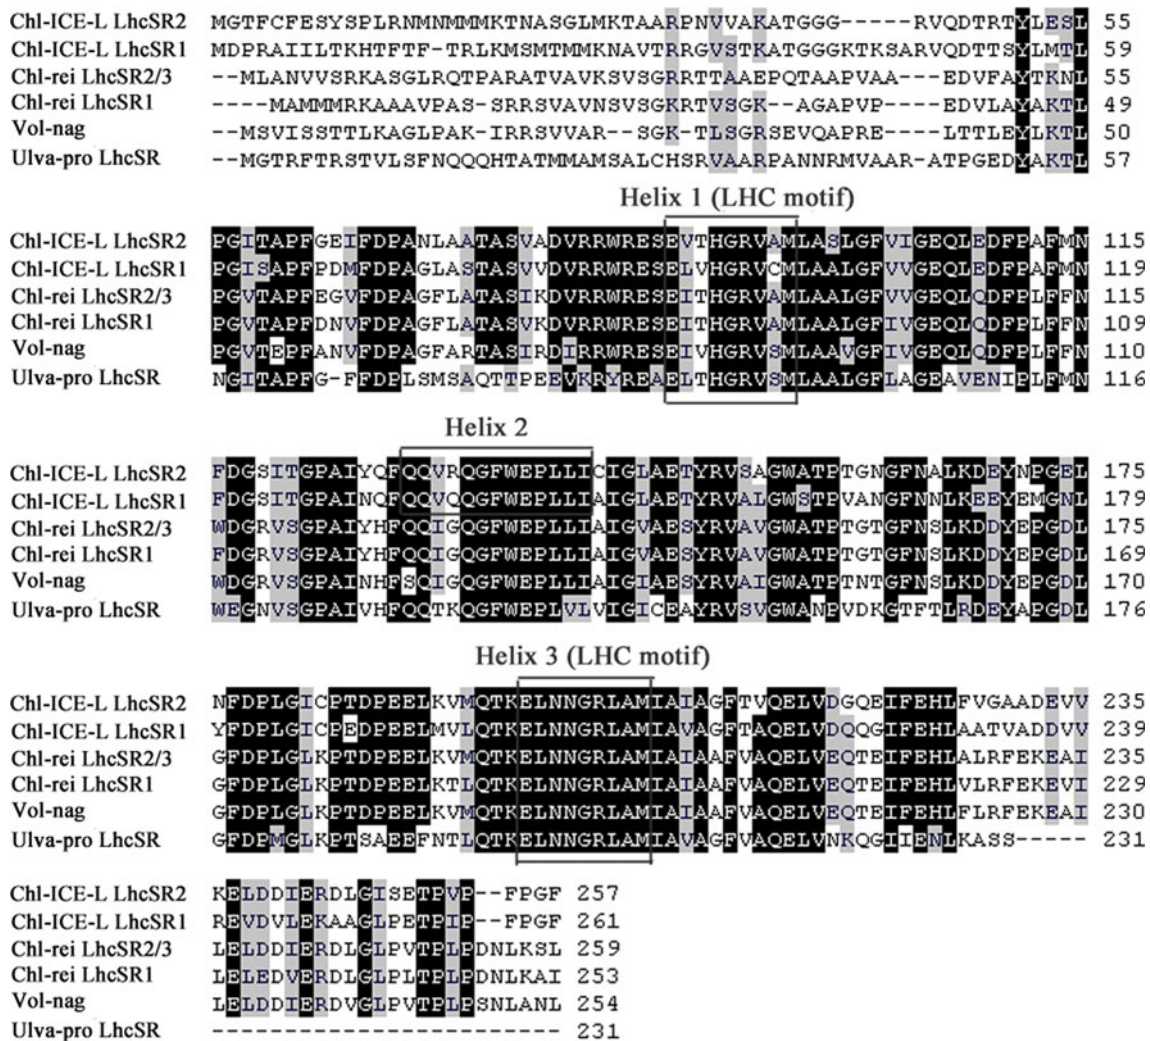 Chl-ICE-L LhcSR2 MGTFCFESYSPLRNMNMMMKTNASGLMKTAARPNVVAKATGGG-----RVQDTRTYLESL 55
Chl-ICE-L LhcSR1 MDPRAIILTKHTFTF-TRLKMSMTMMKNAVTRRGVSTKATGGGKTKSARVQDTTSYLMTL 59
Chl-rei LhcSR2/3 --MLANVVSRKASGLRQTPARATVAVKSVSGRRTTAAEPQTAAPVAA---EDVFAYTKNL 55
Chl-rei LhcSR1 ----MAMMMRKAAAVPAS-SRRSVAVNSVSGKRTVSGK--AGAPVP----EDVLAYAKTL 49
Vol-nag --MSVISSTTLKAGLPAK-IRRSVVAR--SGK-TLSGRSEVQAPRE----LTTLEYLKTL 50
Ulva-pro LhcSR --MGTRFTRSTVLSFNQQQHTATMMAMSALCHSRVAARPANNRMVAAR-ATPGEDYAKTL 57
Helix 1 (LHC motif)
Chl-ICE-L LhcSR2 PGITAPFGEIFDPANLAATASVADVRRWRESEVTHGRVAMLASLGFVIGEQLEDFPAFMN 115
Chl-ICE-L LhcSR1 PGISAPFPDMFDPAGLASTASVVDVRRWRESELVHGRVCMLAALGFVVGEQLEDFPAFMN 119
Chl-rei LhcSR2/3 PGVTAPFEGVFDPAGFLATASIKDVRRWRESEITHGRVAMLAALGFVVGEQLQDFPLFFN 115
Chl-rei LhcSR1 PGVTAPFDNVFDPAGFLATASVKDVRRWRESEITHGRVAMLAALGFIVGEQLQDFPLFFN 109
Vol-nag PGVTEPFANVFDPAGFARTASIRDIRRWRESEIVHGRVSMLAAVGFIVGEQLQDFPLFFN 110
Ulva-pro LhcSR NGITAPFG-FFDPLSMSAQTTPEEVKRYREAELTHGRVSMLAALGFLAGEAVENIPLFMN 116
Helix 2
Chl-ICE-L LhcSR2 FDGSITGPAIYQFQQVRQGFWEPLLICIGLAETYRVSAGWATPTGNGFNALKDEYNPGEL 175
Chl-ICE-L LhcSR1 FDGSITGPAINQFQQVQQGFWEPLLIAIGLAETYRVALGWSTPVANGFNNLKEEYEMGNL 179
Chl-rei LhcSR2/3 WDGRVSGPAIYHFQQIGQGFWEPLLIAIGVAESYRVAVGWATPTGTGFNSLKDDYEPGDL 175
Chl-rei LhcSR1 FDGRVSGPAIYHFQQIGQGFWEPLLIAIGVAESYRVAVGWATPTGTGFNSLKDDYEPGDL 169
Vol-nag WDGRVSGPAINHFSQIGQGFWEPLLIAIGIAESYRVAIGWATPTNTGFNSLKDDYEPGDL 170
Ulva-pro LhcSR WEGNVSGPAIVHFQQTKQGFWEPLVLVIGICEAYRVSVGWANPVDKGTFTLRDEYAPGDL 176
Helix 3 (LHC motif)
Chl-ICE-L LhcSR2 NFDPLGICPTDPEELKVMQTKELNNGRLAMIAIAGFTVQELVDGQEIFEHLFVGAADEVV 235
Chl-ICE-L LhcSR1 YFDPLGICPEDPEELMVLQTKELNNGRLAMIAVAGFTAQELVDQQGIFEHLAATVADDVV 239
Chl-rei LhcSR2/3 GFDPLGLKPTDPEELKVMQTKELNNGRLAMIAIAAFVAQELVEQTEIFEHLALRFEKEAI 235
Chl-rei LhcSR1 GFDPLGLKPTDPEELKTLQTKELNNGRLAMIAIAAFVAQELVEQTEIFEHLVLRFEKEVI 229
Vol-nag GFDPLGLKPTDPEELKVMQTKELNNGRLAMIAIAAFVAQELVEQTEIFEHLFLRFEKEAI 230
Ulva-pro LhcSR GFDPMGLKPTSAEEFNTLQTKELNNGRLAMIAVAGFVAQELVNKQGIIENLKASS----- 231
Chl-ICE-L LhcSR2 KELDDIERDLGISETPVP--FPGF 257
Chl-ICE-L LhcSR1 REVDVLEKAAGLPETPIP--FPGF 261
Chl-rei LhcSR2/3 LELDDIERDLGLPVTPLPDNLKSL 259
Chl-rei LhcSR1 LELEDVERDLGLPLTPLPDNLKAI 253
Vol-nag LELDDIERDVGLPVTPLPSNLANL 254
Ulva-pro LhcSR ------------------------ 231